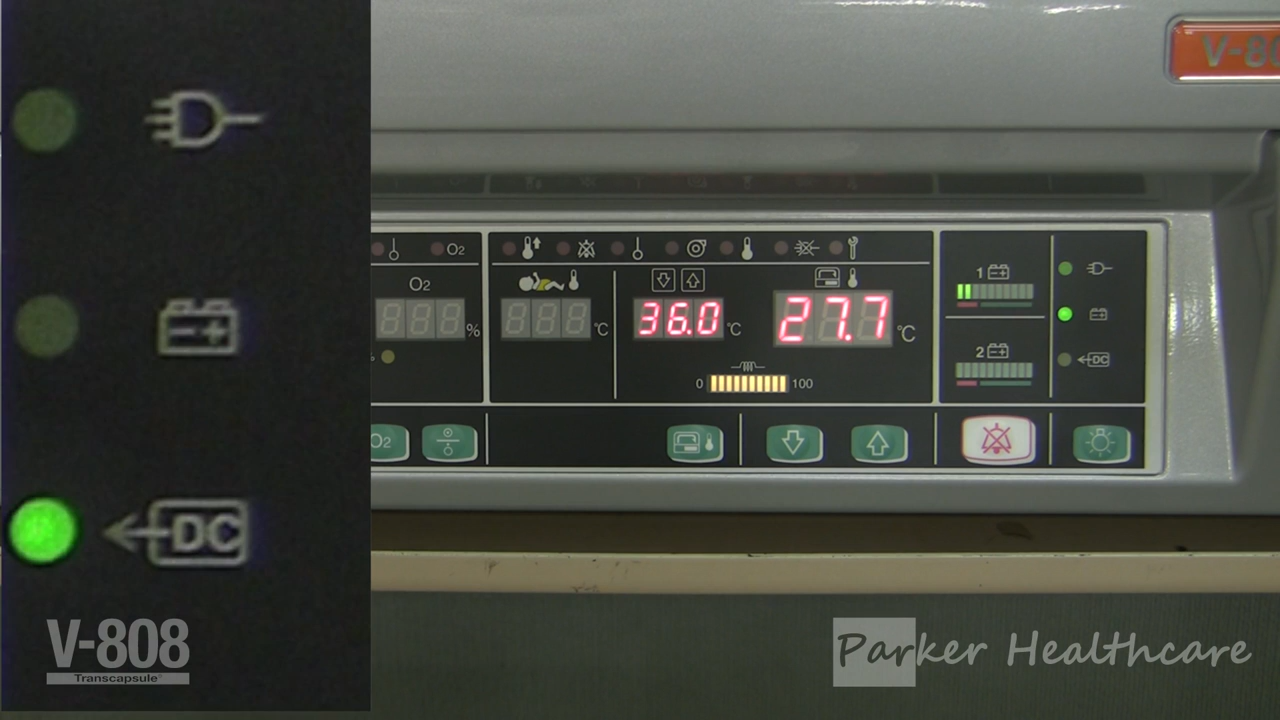 DC
V-808
Transcapsule®
V-80
O2
O2
%
°C
36.0 °C
27.7 °C
0 100
1
2
DC
O2
Parker Healthcare